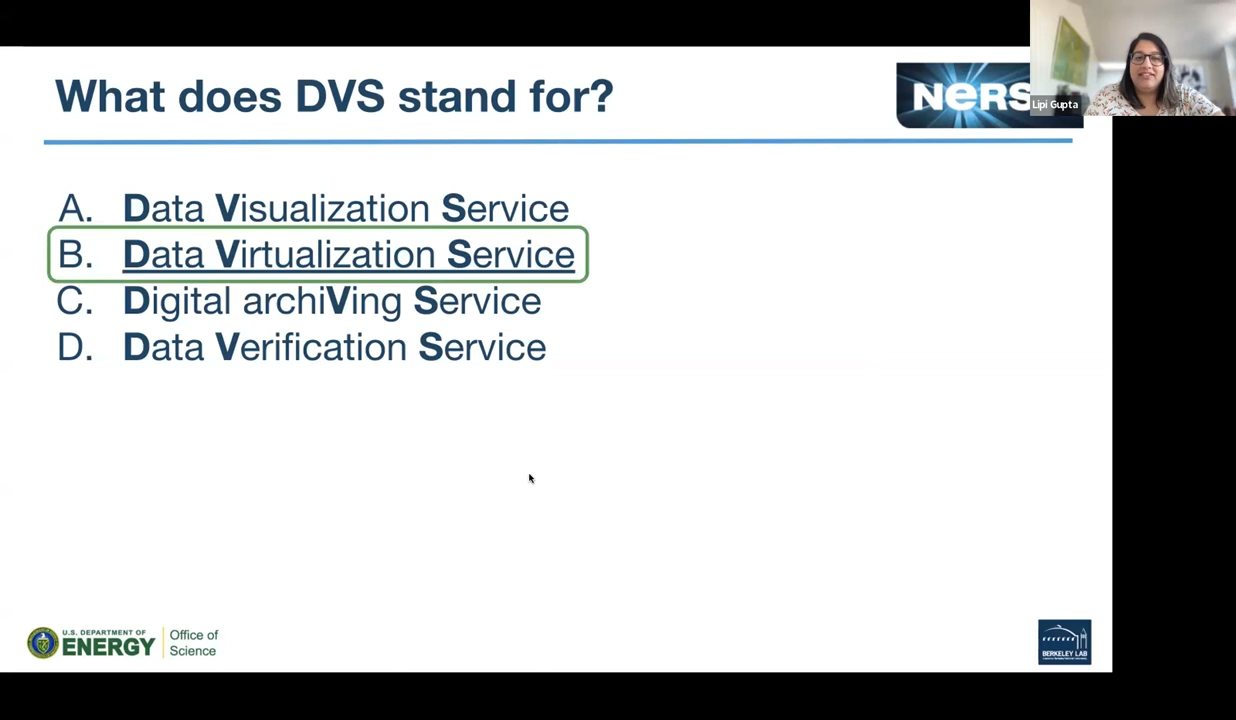 What does DVS stand for?
NERS
Lipi Gupta
A. Data Visualization Service
B. Data Virtualization Service
C. Digital archiVing Service
D. Data Verification Service
U.S. DEPARTMENT OF
ENERGY
Office of
Science
BERKELEY LAB